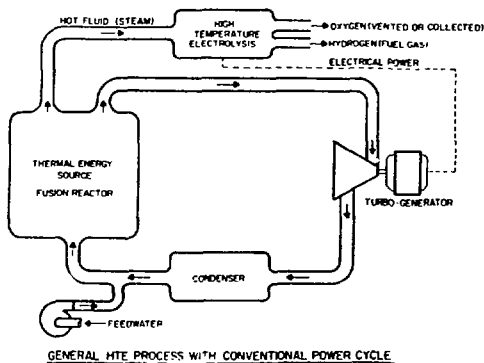 HOT FLUID (STEAM)
HIGH
TEMPERATURE
ELECTROLYSIS
OXYGEN (VENTED OR COLLECTED)
HYDROGEN (FUEL GAS)
ELECTRICAL POWER
THERMAL ENERGY
SOURCE
FUSION REACTOR
TURBO-GENERATOR
CONDENSER
FEEDWATER
GENERAL HTE PROCESS WITH CONVENTIONAL POWER CYCLE